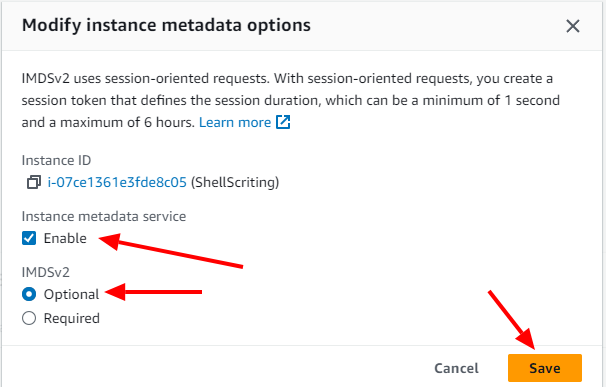 Modify instance metadata options
IMDSv2 uses session-oriented requests. With session-oriented requests, you create a
session token that defines the session duration, which can be a minimum of 1 second
and a maximum of 6 hours. Learn more
Instance ID
i-07ce1361e3fde8c05 (ShellScriting)
Instance metadata service
Enable
IMDSv2
Optional
Required
Cancel Save